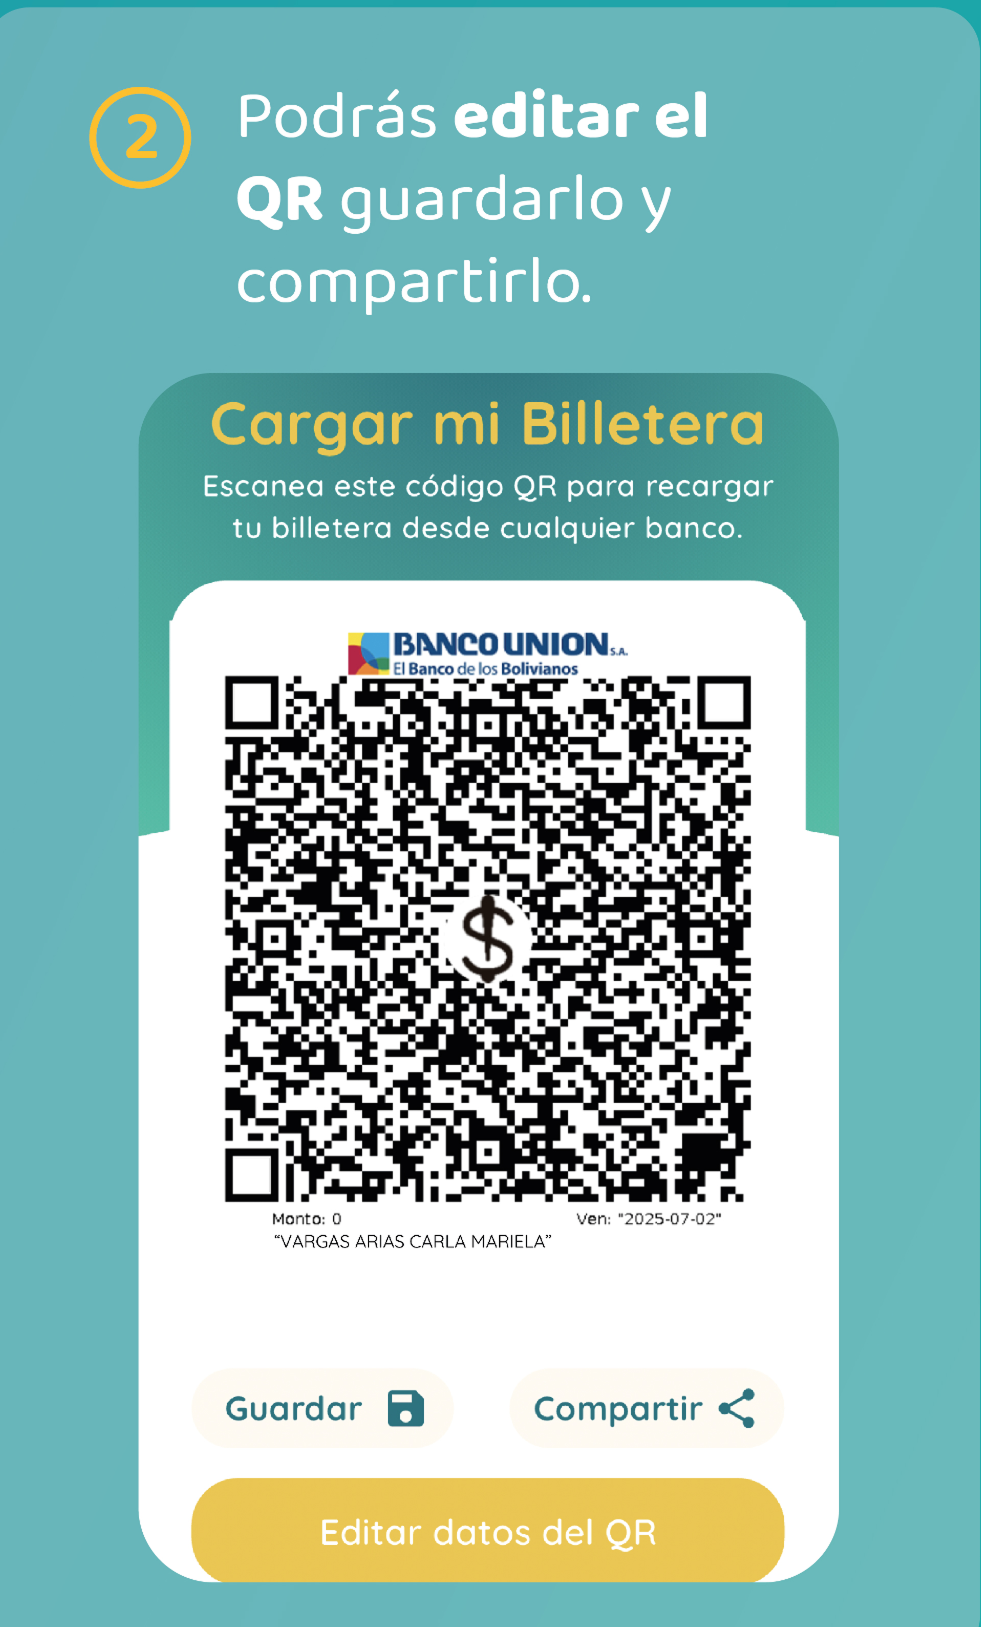 2
Podrás editar el
QR guardarlo y
compartirlo.
Cargar mi Billetera
Escanea este código QR para recargar
tu billetera desde cualquier banco.
BANCO UNION S.A.
El Banco de los Bolivianos
$
Monto: 0 Ven: "2025-07-02"
“VARGAS ARIAS CARLA MARIELA”
Guardar Compartir
Editar datos del QR